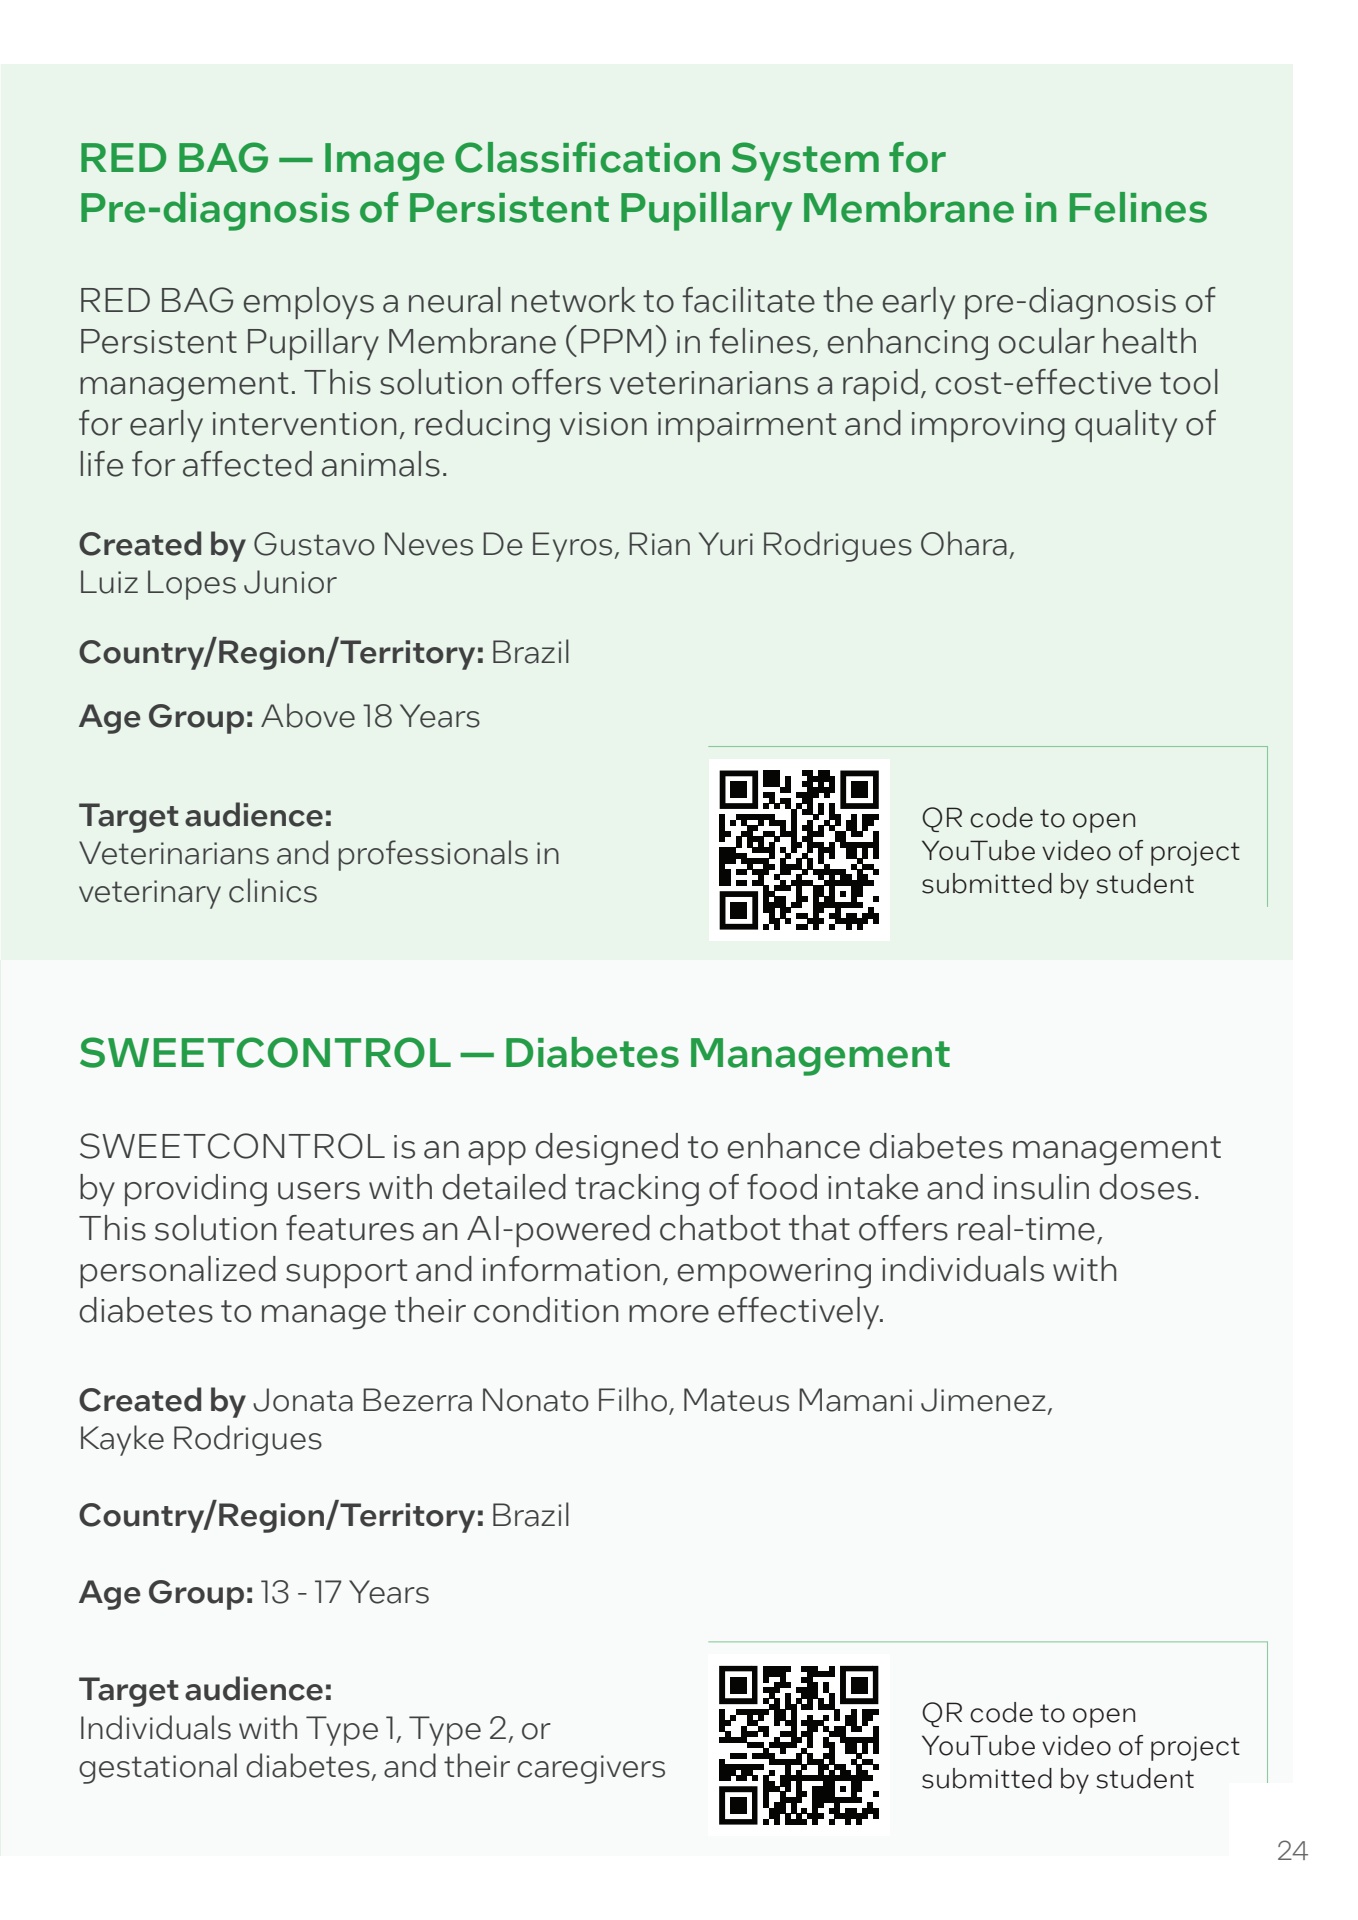 RED BAG — Image Classification System for
Pre-diagnosis of Persistent Pupillary Membrane in Felines
RED BAG employs a neural network to facilitate the early pre-diagnosis of
Persistent Pupillary Membrane (PPM) in felines, enhancing ocular health
management. This solution offers veterinarians a rapid, cost-effective tool
for early intervention, reducing vision impairment and improving quality of
life for affected animals.
Created by Gustavo Neves De Eyros, Rian Yuri Rodrigues Ohara,
Luiz Lopes Junior
Country/Region/Territory: Brazil
Age Group: Above 18 Years
Target audience:
Veterinarians and professionals in
veterinary clinics
QR code to open
YouTube video of project
submitted by student
SWEETCONTROL — Diabetes Management
SWEETCONTROL is an app designed to enhance diabetes management
by providing users with detailed tracking of food intake and insulin doses.
This solution features an AI-powered chatbot that offers real-time,
personalized support and information, empowering individuals with
diabetes to manage their condition more effectively.
Created by Jonata Bezerra Nonato Filho, Mateus Mamani Jimenez,
Kayke Rodrigues
Country/Region/Territory: Brazil
Age Group: 13 - 17 Years
Target audience:
Individuals with Type 1, Type 2, or
gestational diabetes, and their caregivers
QR code to open
YouTube video of project
submitted by student
24